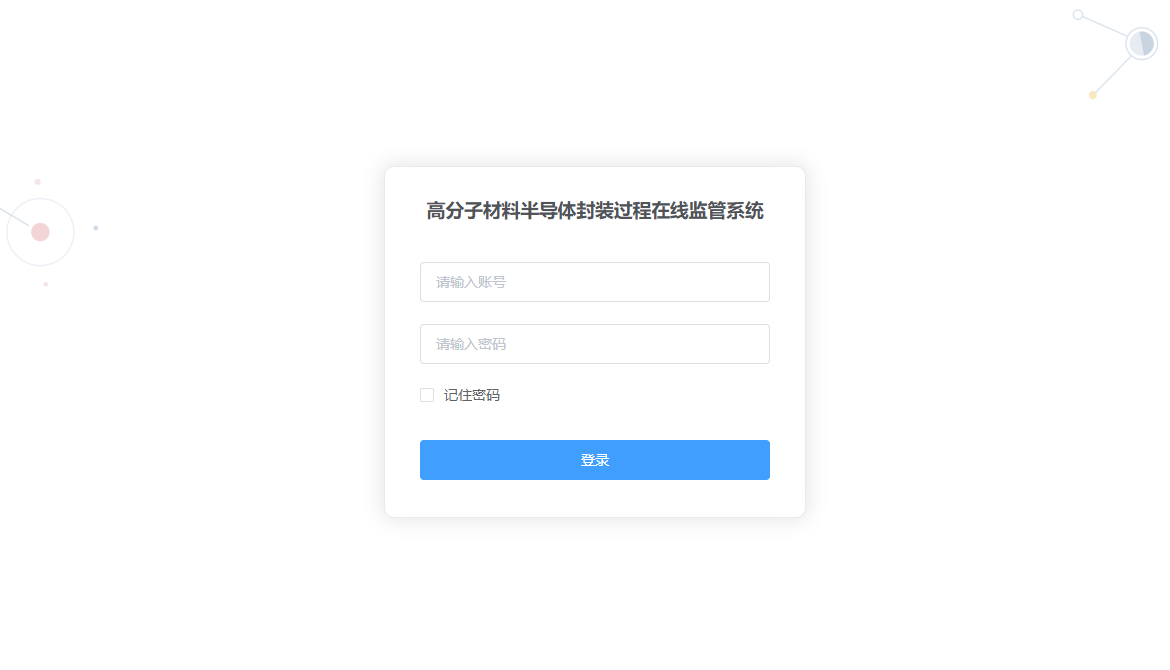 高分子材料半导体封装过程在线监管系统
请输入账号
请输入密码
记住密码
登录